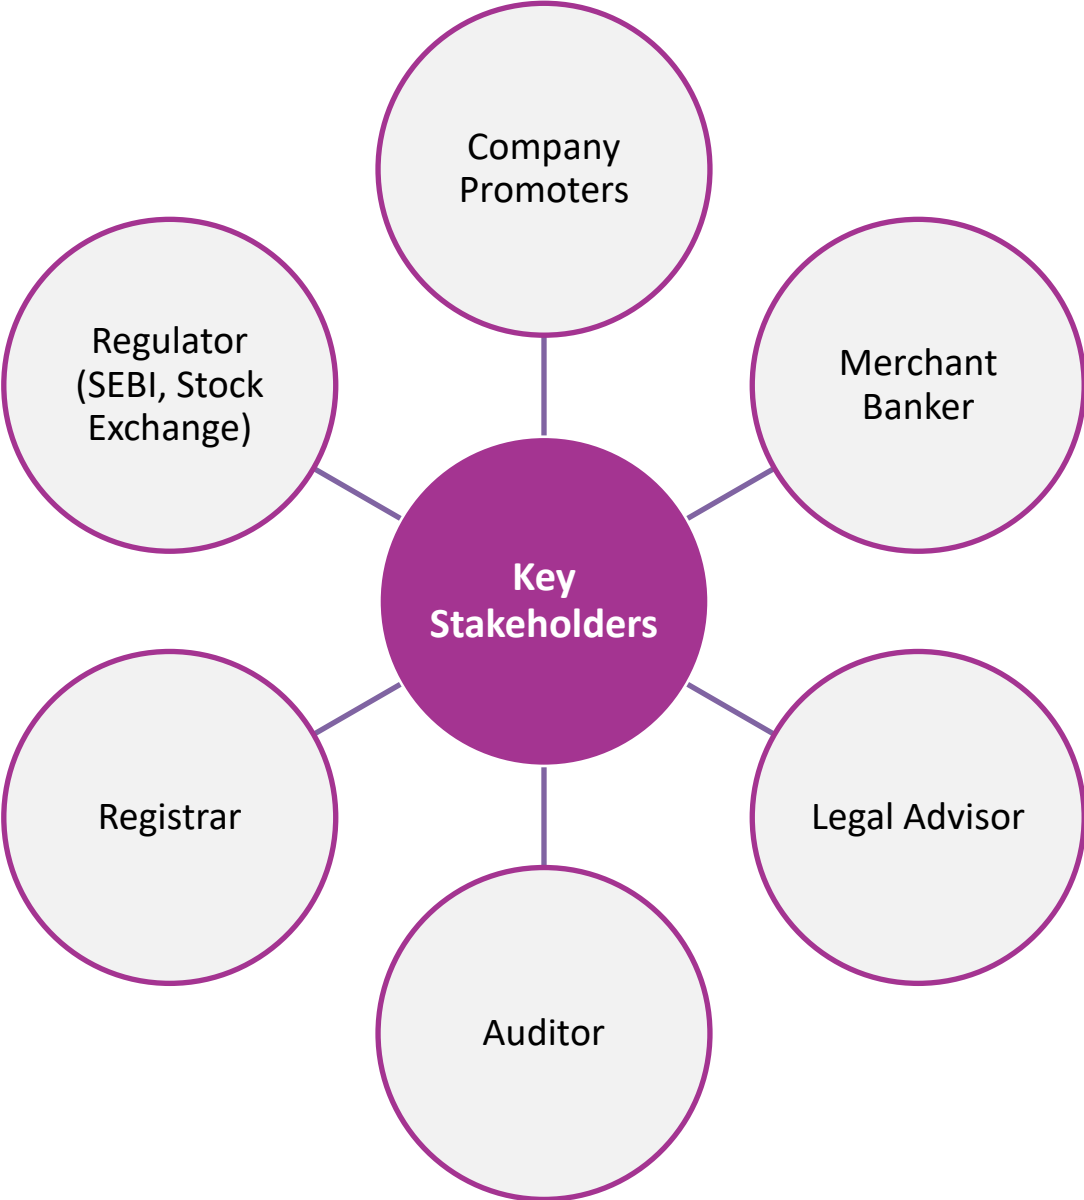 Company
Promoters
Merchant
Banker
Legal Advisor
Auditor
Registrar
Regulator
(SEBI, Stock
Exchange)
Key
Stakeholders